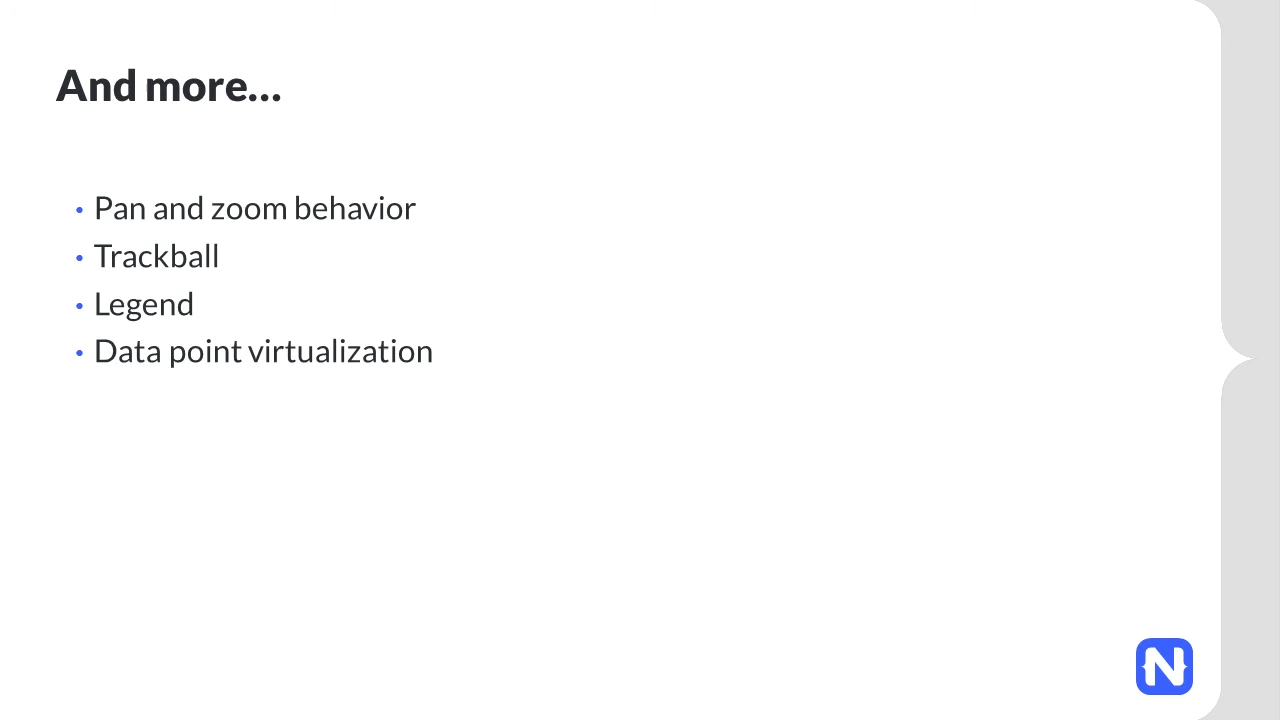 And more...
• Pan and zoom behavior
• Trackball
• Legend
• Data point virtualization
N